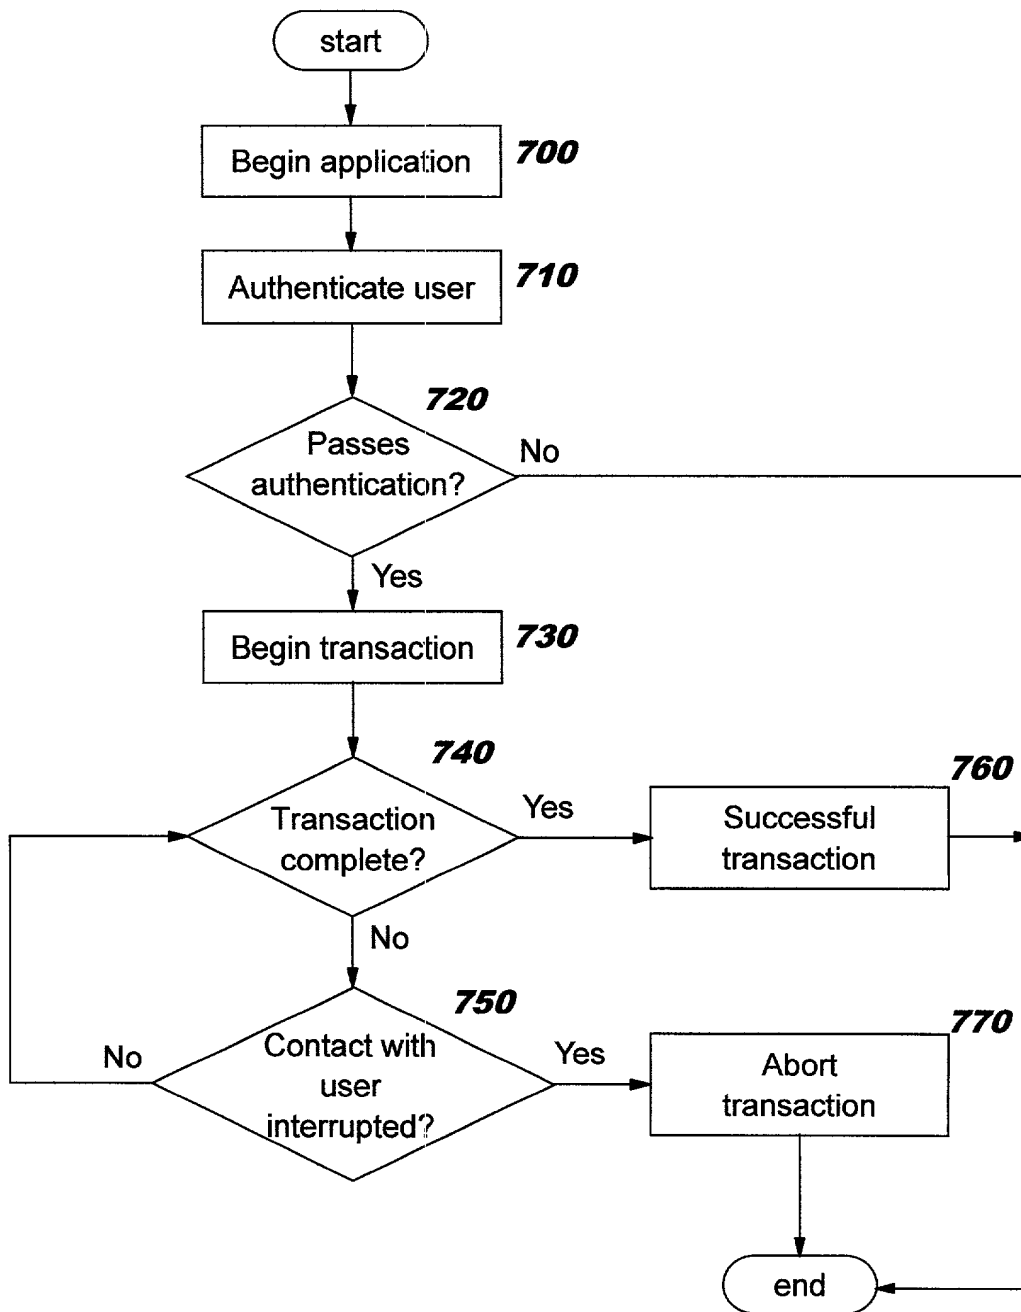 start
Begin application
700
Authenticate user
710
720
Passes
authentication?
No
Yes
Begin transaction
730
740
Transaction
complete?
Yes
760
Successful
transaction
No
750
Contact with
user
interrupted?
No
Yes
770
Abort
transaction
end